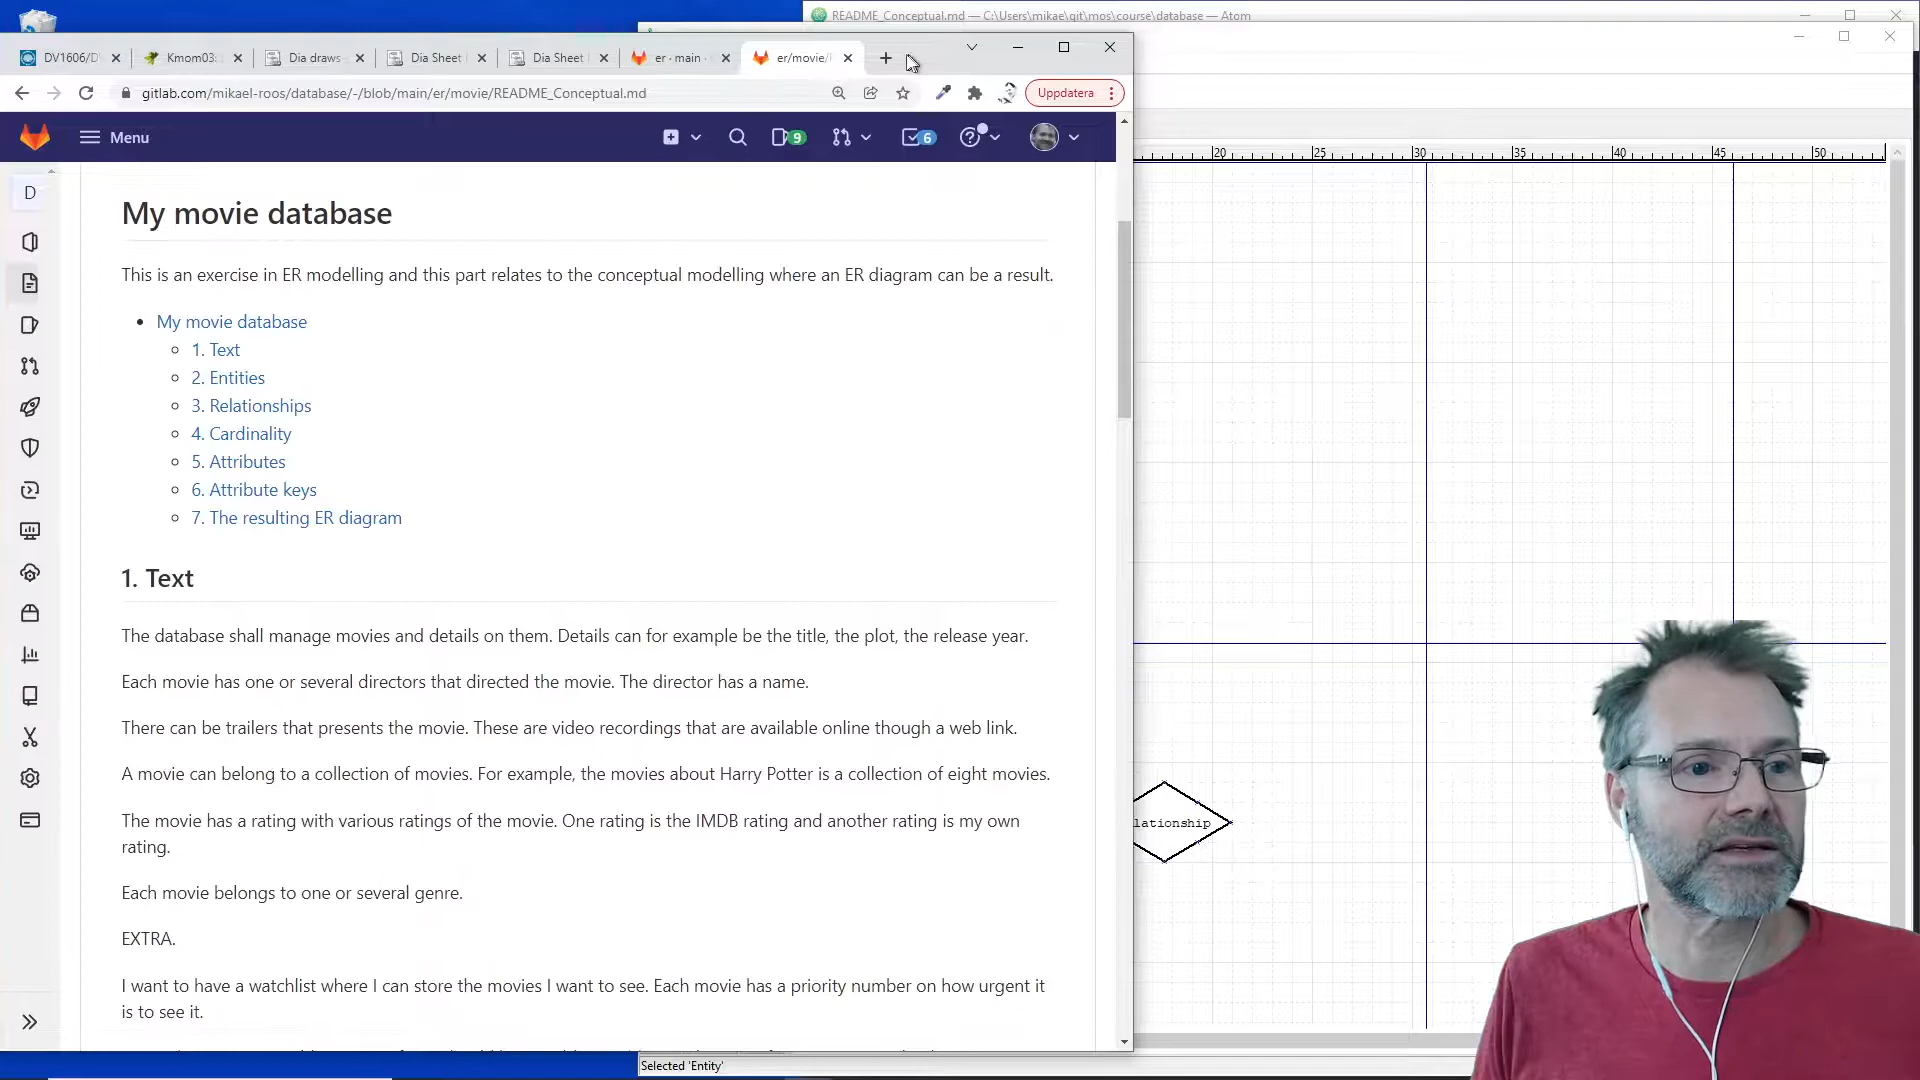 README_Conceptual.md — C:\Users\mikae\git\mos\course\database — Atom
DV1606/D
Kmom03:
Dia draws
Dia Sheet
Dia Sheet
er · main ·
er/movie/
gitlab.com/mikael-roos/database/-/blob/main/er/movie/README_Conceptual.md
Uppdatera
Menu
9
6
20
25
30
35
40
45
50
D
My movie database
This is an exercise in ER modelling and this part relates to the conceptual modelling where an ER diagram can be a result.
My movie database
1. Text
2. Entities
3. Relationships
4. Cardinality
5. Attributes
6. Attribute keys
7. The resulting ER diagram
1. Text
The database shall manage movies and details on them. Details can for example be the title, the plot, the release year.
Each movie has one or several directors that directed the movie. The director has a name.
There can be trailers that presents the movie. These are video recordings that are available online though a web link.
A movie can belong to a collection of movies. For example, the movies about Harry Potter is a collection of eight movies.
The movie has a rating with various ratings of the movie. One rating is the IMDB rating and another rating is my own
rating.
lationship
Each movie belongs to one or several genre.
EXTRA.
I want to have a watchlist where I can store the movies I want to see. Each movie has a priority number on how urgent it
is to see it.
Selected 'Entity'